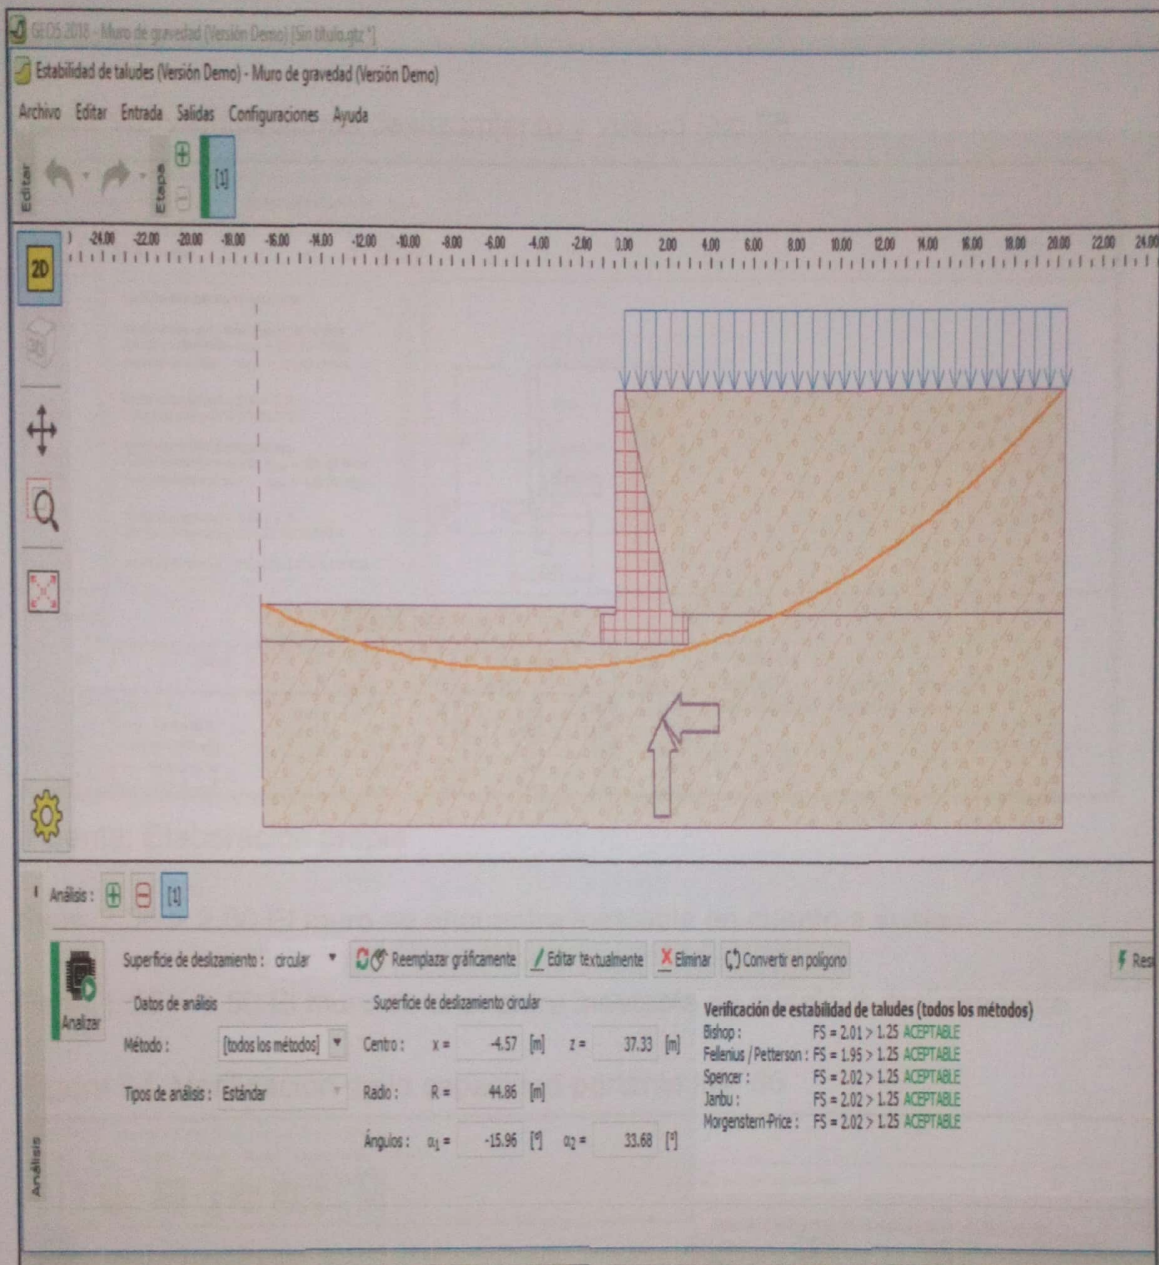 GEO5 2018 - Muro de gravedad (Versión Demo) [Sin título.gtz *]
Estabilidad de taludes (Versión Demo) - Muro de gravedad (Versión Demo)
Archivo Editar Entrada Salidas Configuraciones Ayuda
Editar
Etapa
[1]
2D
-24.00 -22.00 -20.00 -18.00 -16.00 -14.00 -12.00 -10.00 -8.00 -6.00 -4.00 -2.00 0.00 2.00 4.00 6.00 8.00 10.00 12.00 14.00 16.00 18.00 20.00 22.00 24.00
Análisis : [1]
Analizar
Superficie de deslizamiento : circular Reemplazar gráficamente Editar textualmente Eliminar Convertir en polígono
Datos de análisis
Método : [todos los métodos]
Tipos de análisis : Estándar
Superficie de deslizamiento circular
Centro : x = -4.57 [m] z = 37.33 [m]
Radio : R = 44.86 [m]
Ángulos : α1 = -15.96 [°] α2 = 33.68 [°]
Verificación de estabilidad de taludes (todos los métodos)
Bishop : FS = 2.01 > 1.25 ACEPTABLE
Fellenius / Petterson : FS = 1.95 > 1.25 ACEPTABLE
Spencer : FS = 2.02 > 1.25 ACEPTABLE
Janbu : FS = 2.02 > 1.25 ACEPTABLE
Morgenstern-Price : FS = 2.02 > 1.25 ACEPTABLE
Análisis